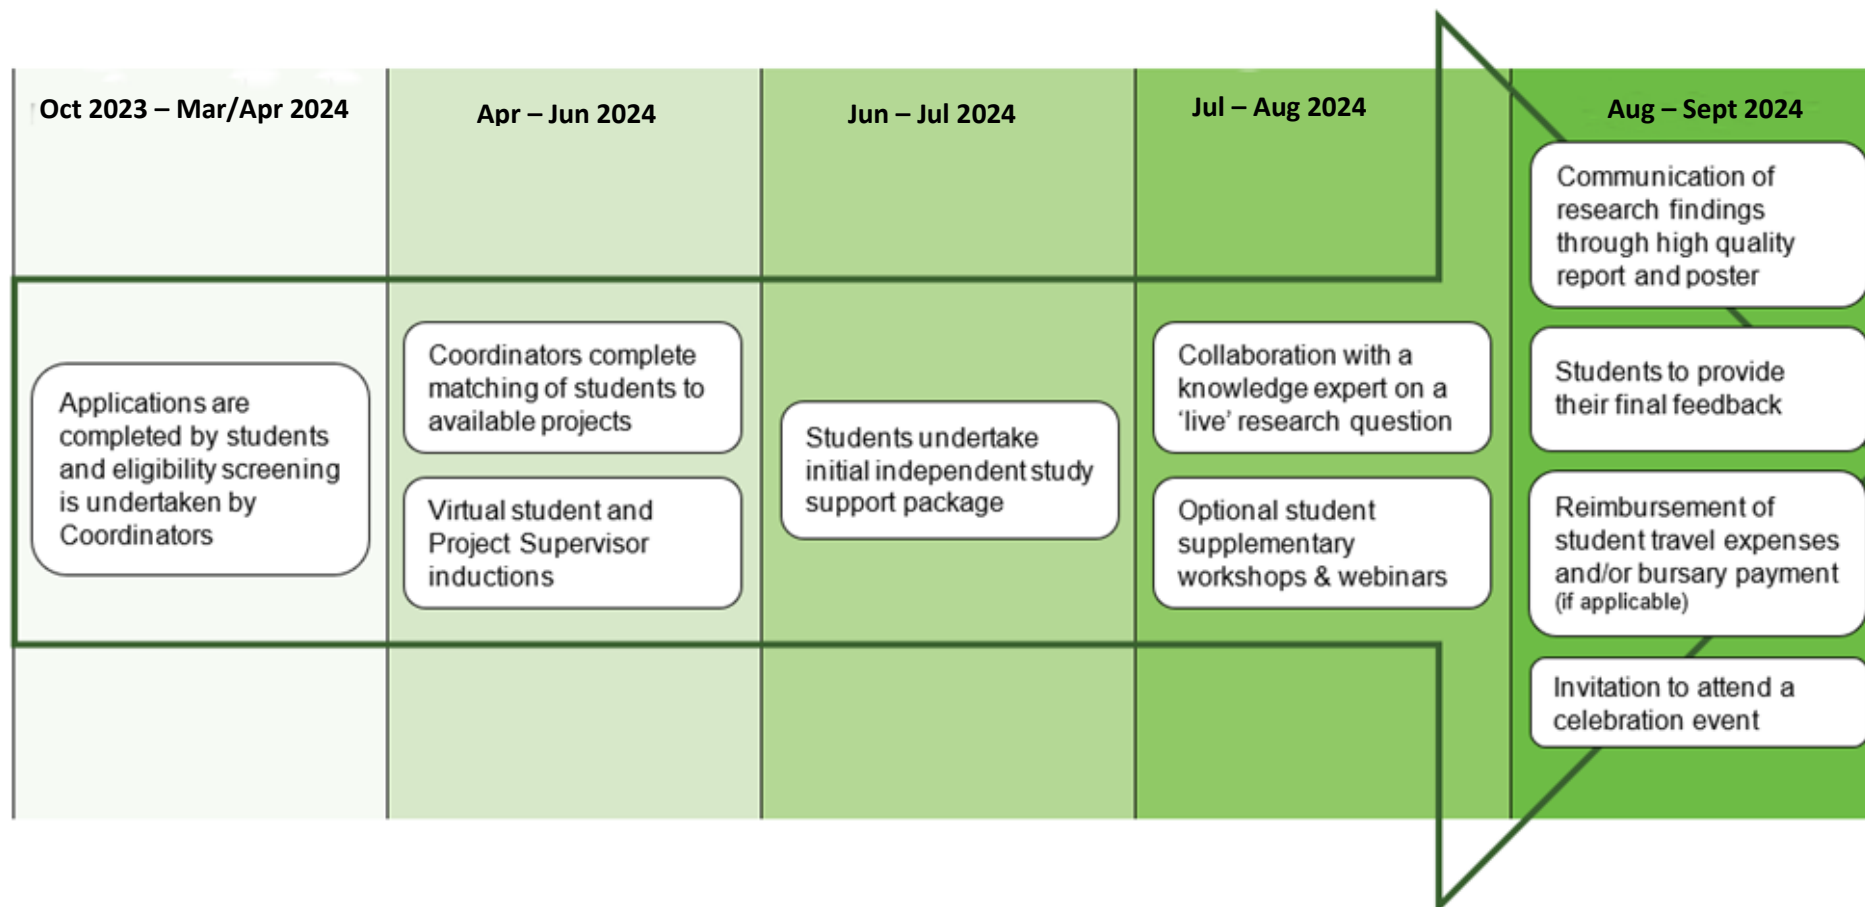 Oct 2023 – Mar/Apr 2024
Applications are
completed by students
and eligibility screening
is undertaken by
Coordinators
Apr – Jun 2024
Coordinators complete
matching of students to
available projects
Virtual student and
Project Supervisor
inductions
Jun – Jul 2024
Students undertake
initial independent study
support package
Jul – Aug 2024
Collaboration with a
knowledge expert on a
‘live’ research question
Optional student
supplementary
workshops & webinars
Aug – Sept 2024
Communication of
research findings
through high quality
report and poster
Students to provide
their final feedback
Reimbursement of
student travel expenses
and/or bursary payment
(if applicable)
Invitation to attend a
celebration event